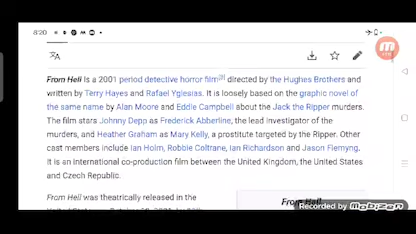 8:20
From Hell is a 2001 period detective horror film[3] directed by the Hughes Brothers and
written by Terry Hayes and Rafael Yglesias. It is loosely based on the graphic novel of
the same name by Alan Moore and Eddie Campbell about the Jack the Ripper murders.
The film stars Johnny Depp as Frederick Abberline, the lead investigator of the
murders, and Heather Graham as Mary Kelly, a prostitute targeted by the Ripper. Other
cast members include Ian Holm, Robbie Coltrane, Ian Richardson and Jason Flemyng.
It is an international co-production film between the United Kingdom, the United States
and Czech Republic.
From Hell was theatrically released in the
From Hell
Recorded by Mobizen